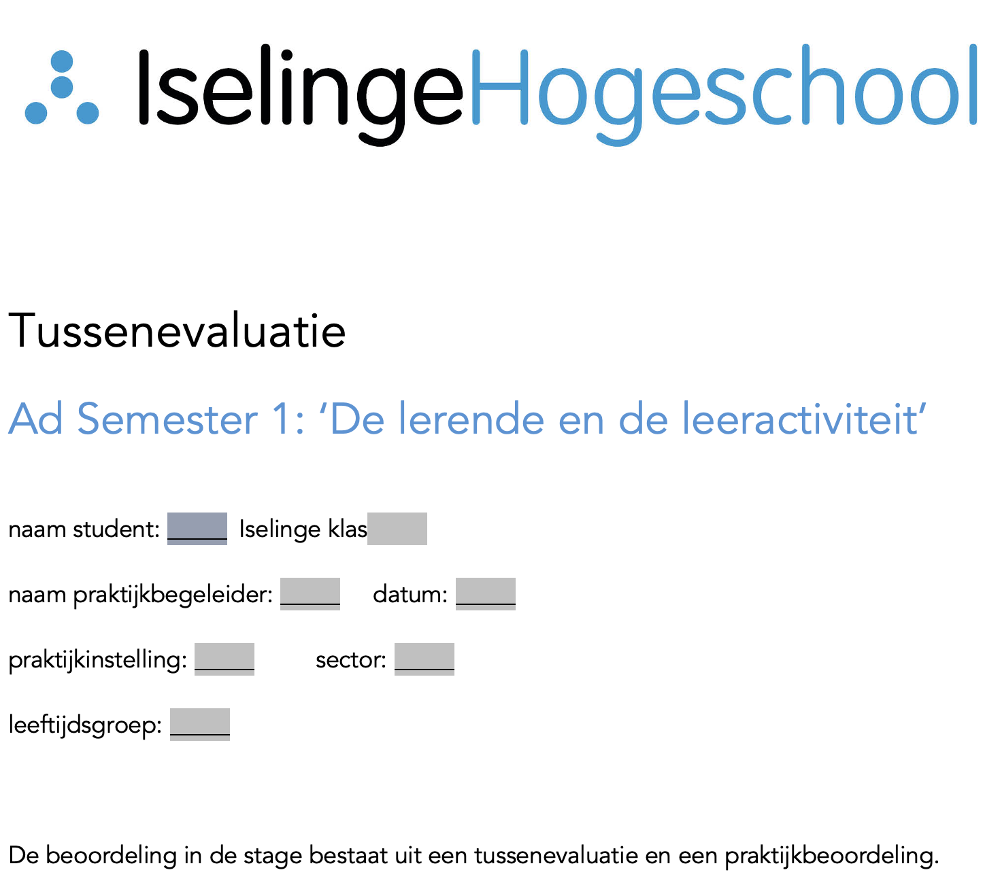 IselingeHogeschool
Tussenevaluatie
Ad Semester 1: ‘De lerende en de leeractiviteit’
naam student: Iselinge klas
naam praktijkbegeleider: datum:
praktijkinstelling: sector:
leeftijdsgroep:
De beoordeling in de stage bestaat uit een tussenevaluatie en een praktijkbeoordeling.